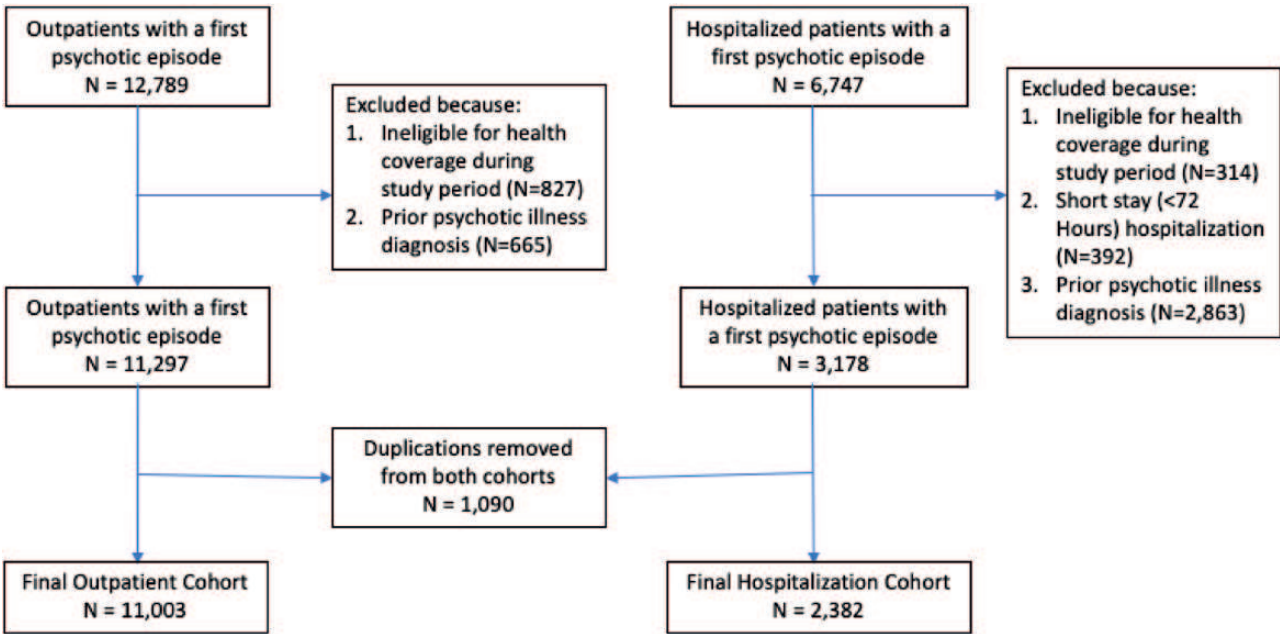 Outpatients with a first
psychotic episode
N = 12,789
Hospitalized patients with a
first psychotic episode
N = 6,747
Excluded because:
1. Ineligible for health
coverage during
study period (N=827)
2. Prior psychotic illness
diagnosis (N=665)
Excluded because:
1. Ineligible for health
coverage during
study period (N=314)
2. Short stay (<72
Hours) hospitalization
(N=392)
3. Prior psychotic illness
diagnosis (N=2,863)
Outpatients with a first
psychotic episode
N = 11,297
Hospitalized patients with
a first psychotic episode
N = 3,178
Duplications removed
from both cohorts
N = 1,090
Final Outpatient Cohort
N = 11,003
Final Hospitalization Cohort
N = 2,382